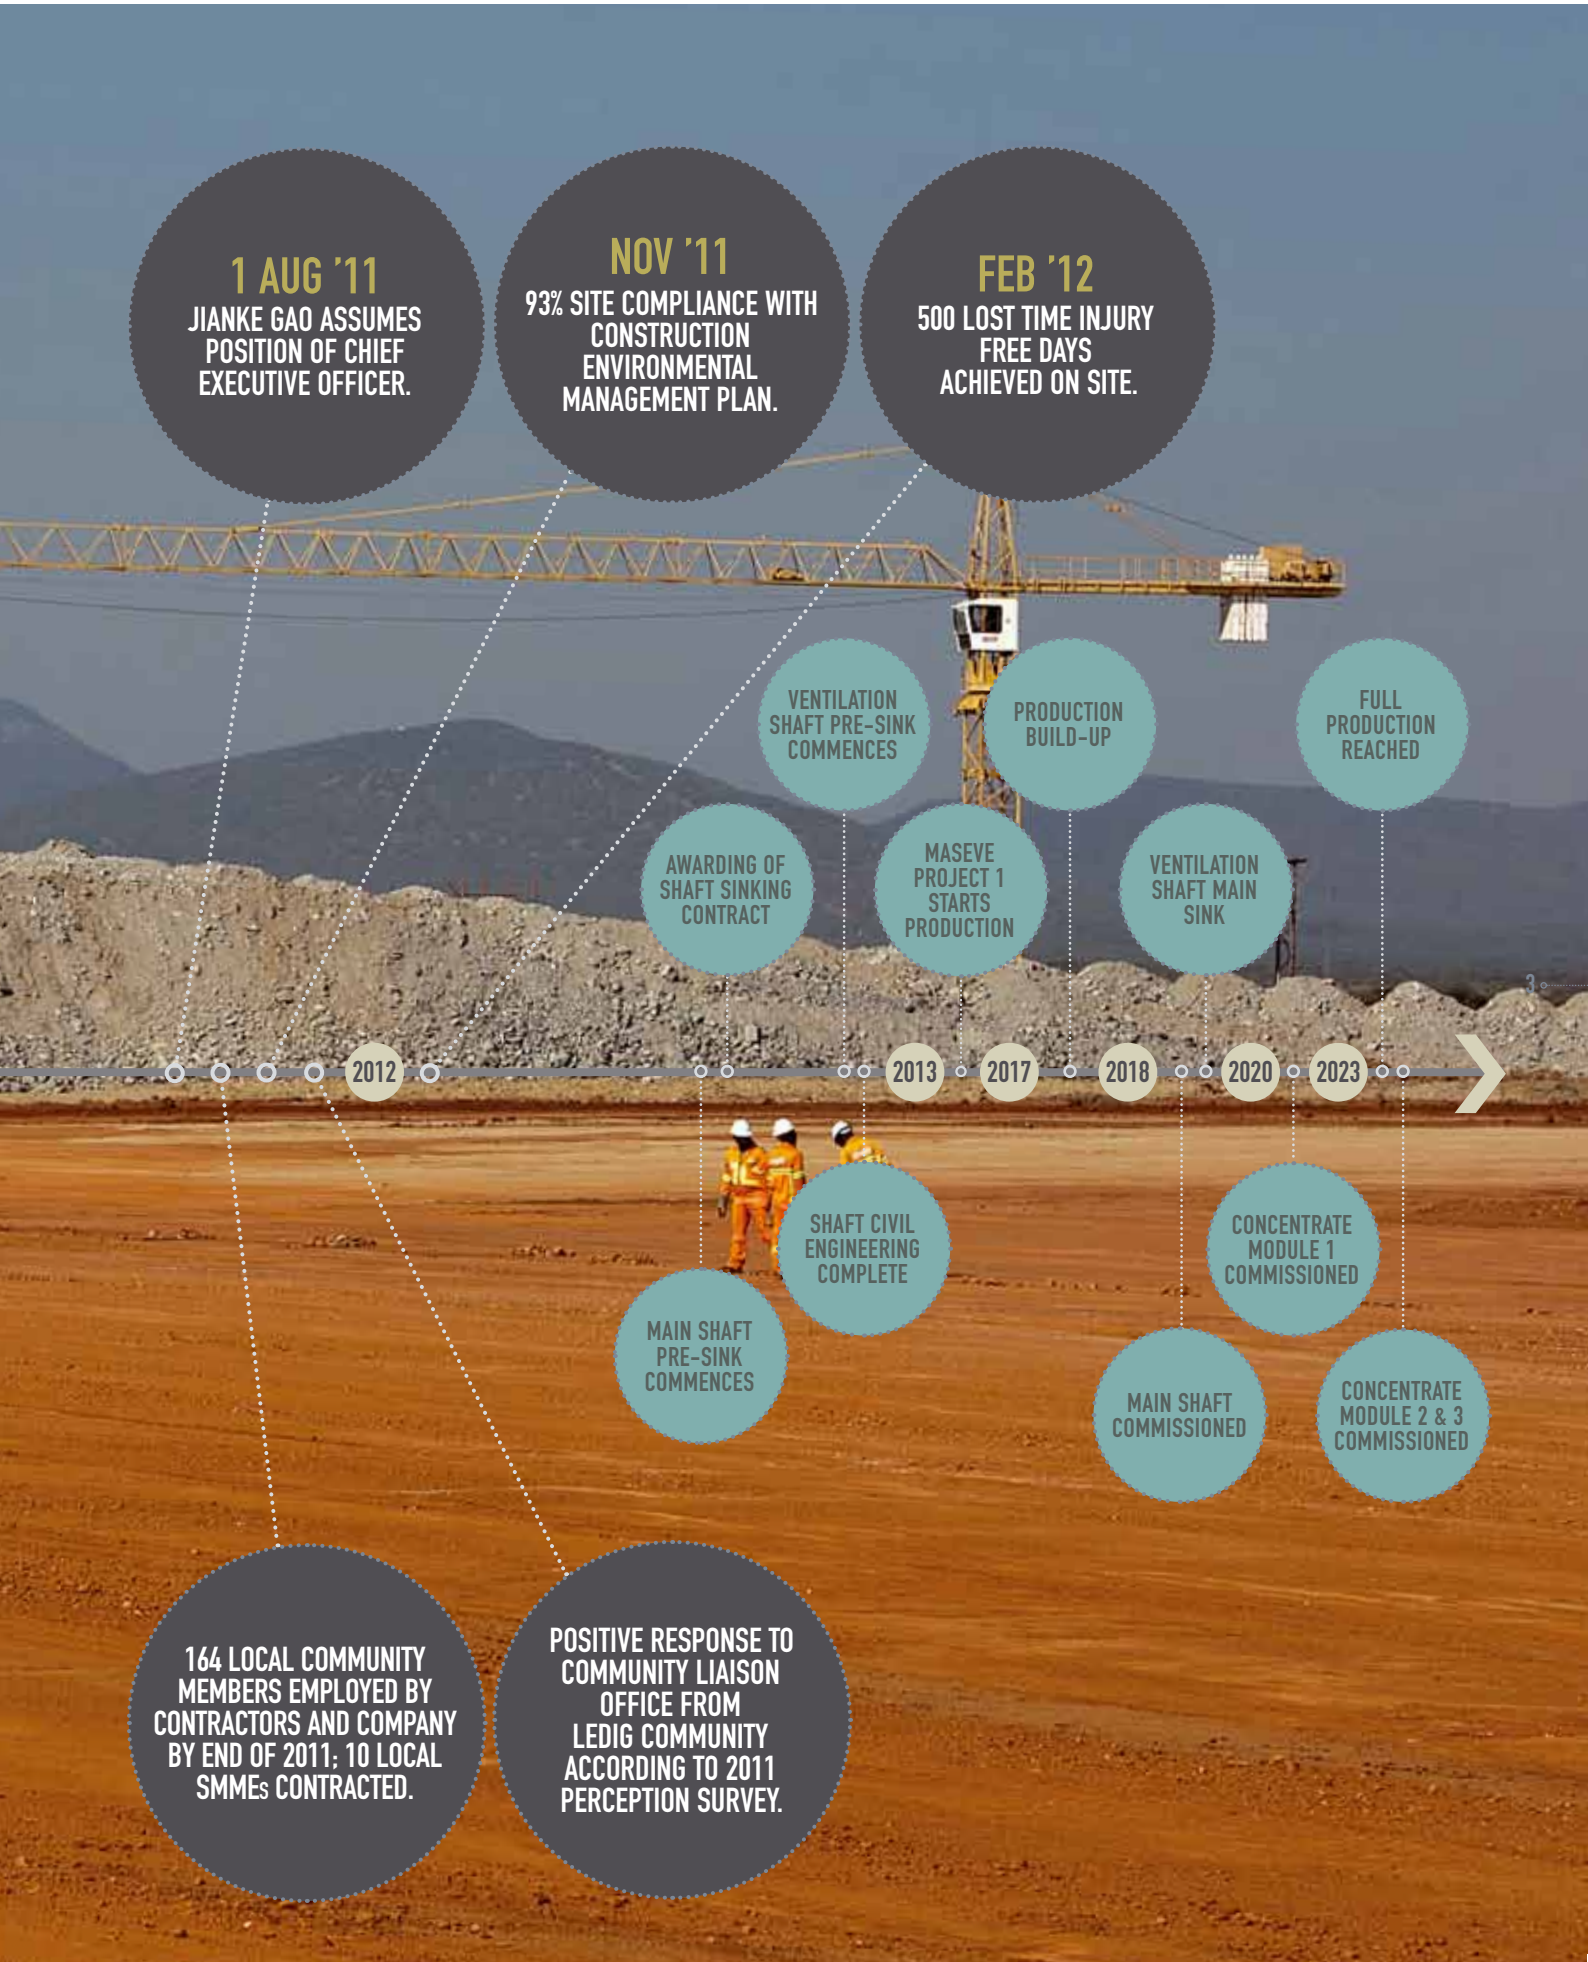 1 AUG ’11
JIANKE GAO ASSUMES
POSITION OF CHIEF
EXECUTIVE OFFICER.
NOV ’11
93% SITE COMPLIANCE WITH
CONSTRUCTION
ENVIRONMENTAL
MANAGEMENT PLAN.
FEB ’12
500 LOST TIME INJURY
FREE DAYS
ACHIEVED ON SITE.
VENTILATION
SHAFT PRE-SINK
COMMENCES
PRODUCTION
BUILD-UP
FULL
PRODUCTION
REACHED
AWARDING OF
SHAFT SINKING
CONTRACT
MASEVE
PROJECT 1
STARTS
PRODUCTION
VENTILATION
SHAFT MAIN
SINK
3
2012
2013
2017
2018
2020
2023
SHAFT CIVIL
ENGINEERING
COMPLETE
CONCENTRATE
MODULE 1
COMMISSIONED
MAIN SHAFT
PRE-SINK
COMMENCES
MAIN SHAFT
COMMISSIONED
CONCENTRATE
MODULE 2 & 3
COMMISSIONED
164 LOCAL COMMUNITY
MEMBERS EMPLOYED BY
CONTRACTORS AND COMPANY
BY END OF 2011; 10 LOCAL
SMMEs CONTRACTED.
POSITIVE RESPONSE TO
COMMUNITY LIAISON
OFFICE FROM
LEDIG COMMUNITY
ACCORDING TO 2011
PERCEPTION SURVEY.